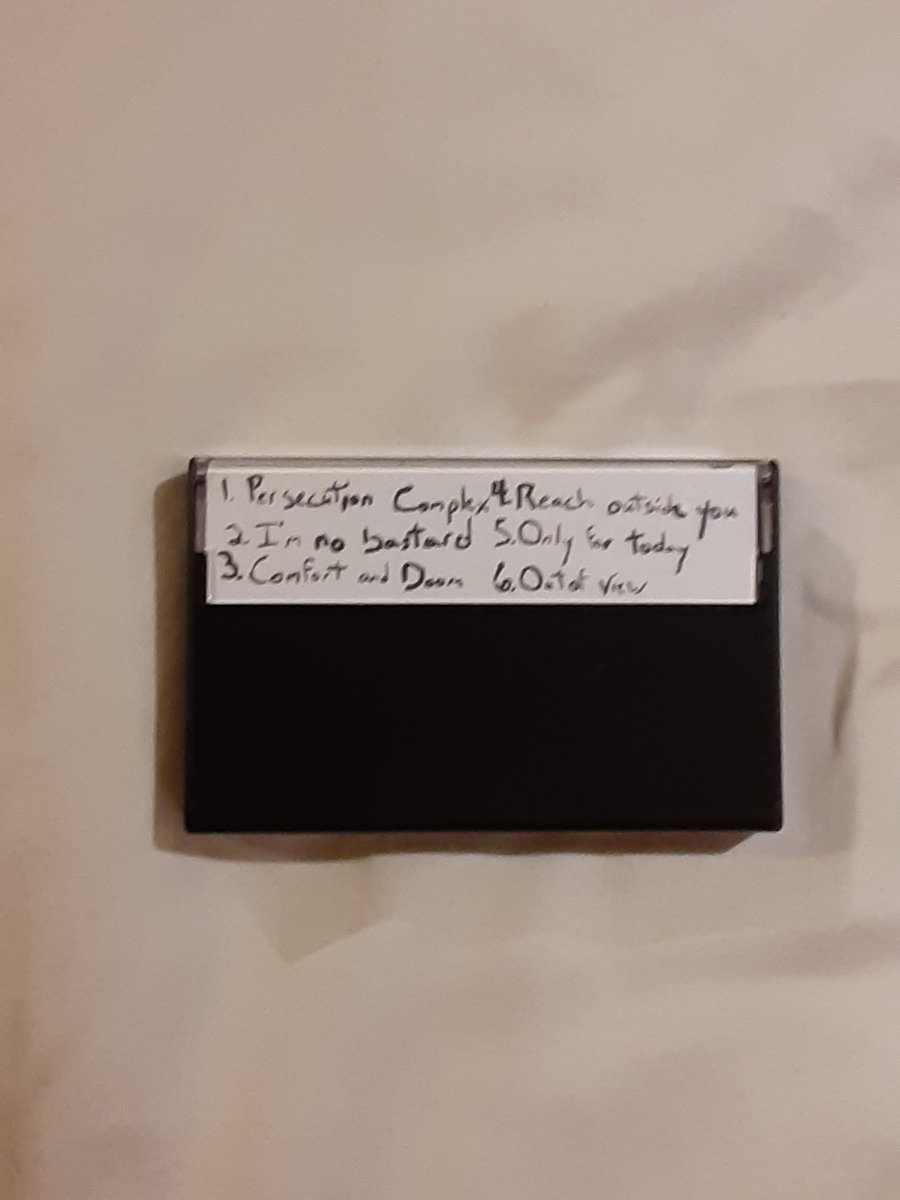 1. Persecution Complex 4. Reach outside you
2. I'm no bastard 5. Only for today
3. Comfort and Doom 6. Out of view